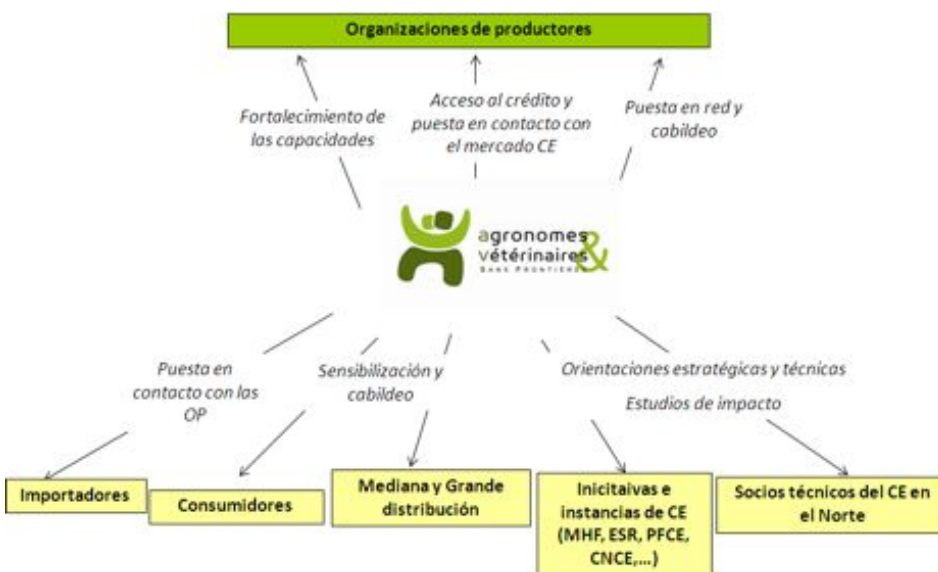 Organizaciones de productores
Fortalecimiento de
las capacidades
Acceso al crédito y
puesta en contacto con
el mercado CE
Puesta en red y
cabildeo
agronomes
&
vétérinaires
SANS FRONTIÈRES
Puesta en
contacto con las
OP
Sensibilización y
cabildeo
Orientaciones estratégicas y técnicas
Estudios de impacto
Importadores
Consumidores
Mediana y Grande
distribución
Inicitaivas e
instancias de CE
(MHF, ESR, PFCE,
CNCE,...)
Socios técnicos del CE en
el Norte